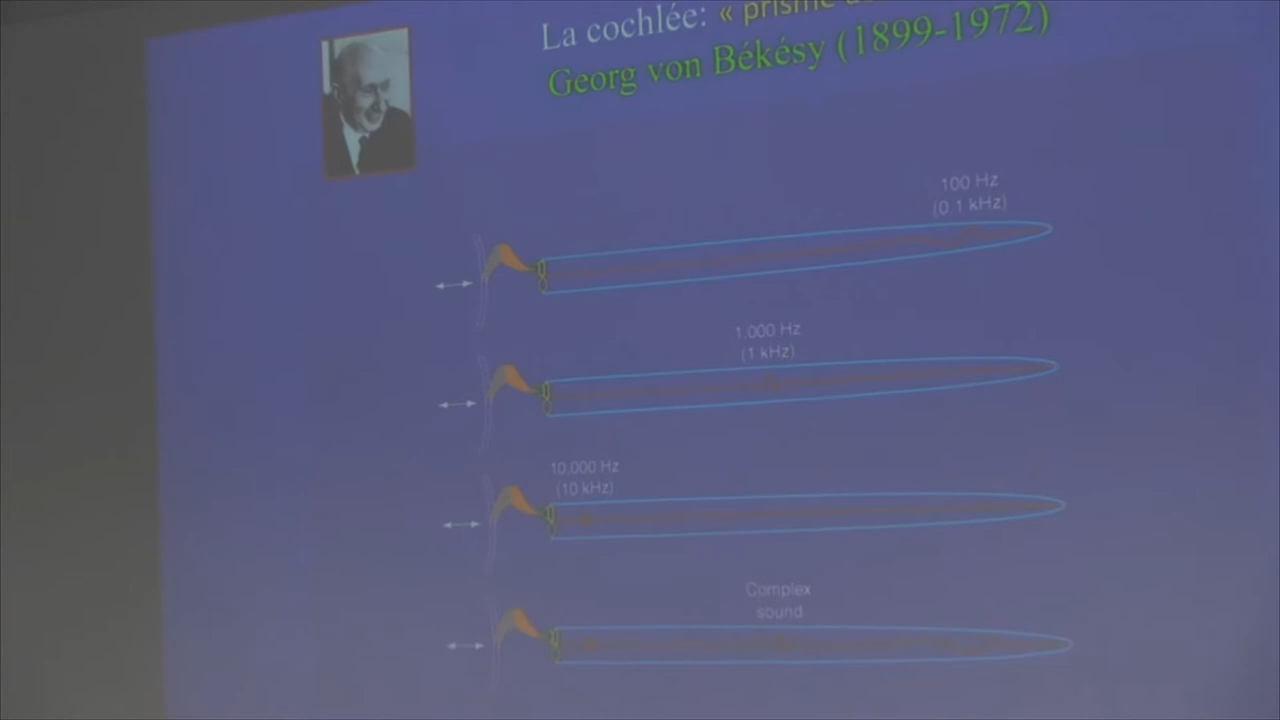 La cochlée: « prisme
Georg von Békésy (1899-1972)
100 Hz
(0.1 kHz)
1.000 Hz
(1 kHz)
10.000 Hz
(10 kHz)
Complex
sound